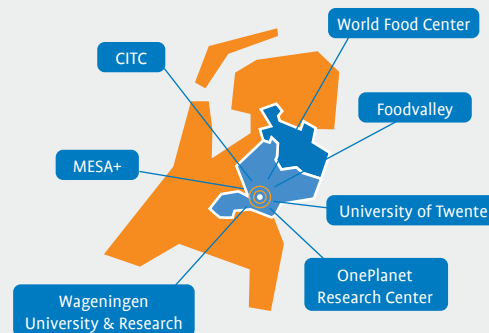 World Food Center
CITC
Foodvalley
MESA+
University of Twente
OnePlanet
Research Center
Wageningen
University & Research